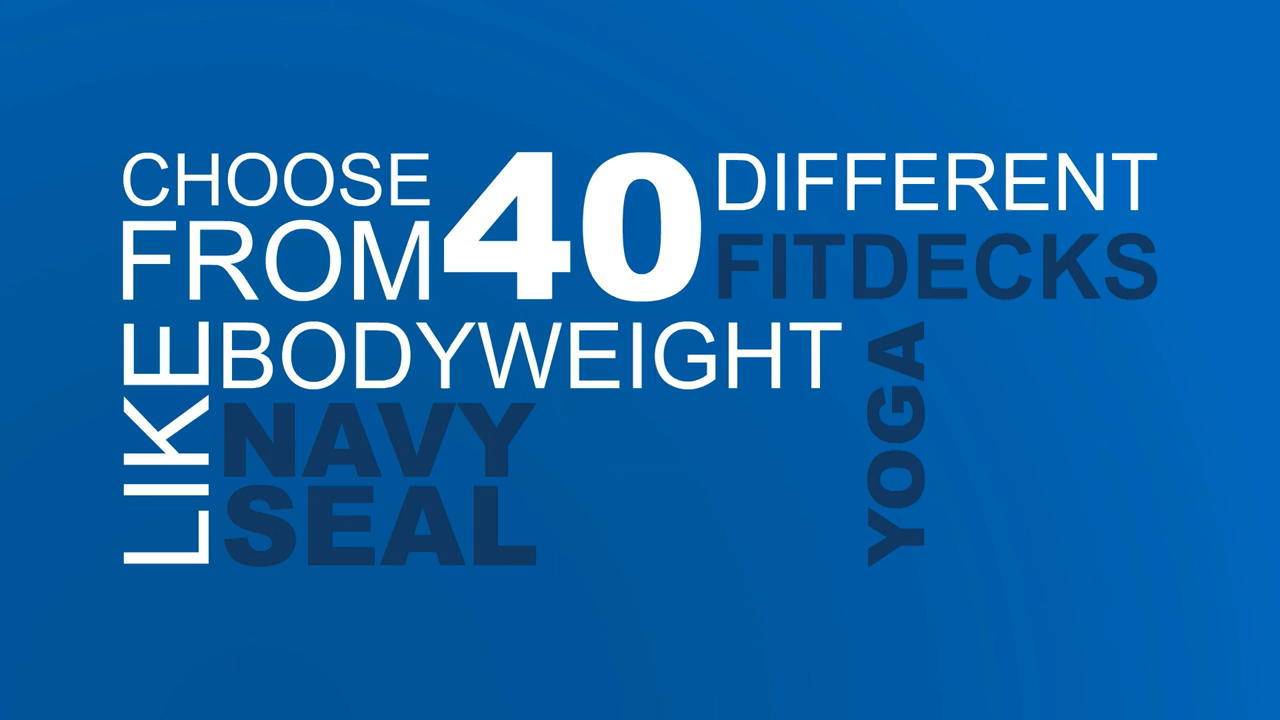 CHOOSE
FROM
40
DIFFERENT
FITDECKS
LIKE
BODYWEIGHT
NAVY
SEAL
YOGA